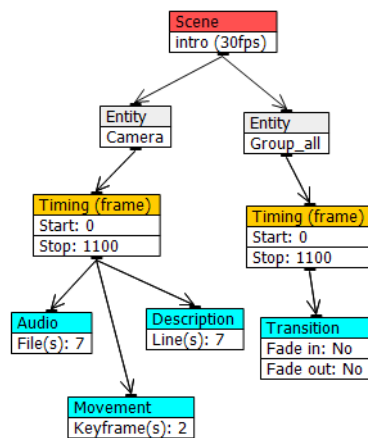 Scene
intro (30fps)
Entity
Camera
Entity
Group_all
Timing (frame)
Start: 0
Stop: 1100
Timing (frame)
Start: 0
Stop: 1100
Audio
File(s): 7
Description
Line(s): 7
Transition
Fade in: No
Fade out: No
Movement
Keyframe(s): 2